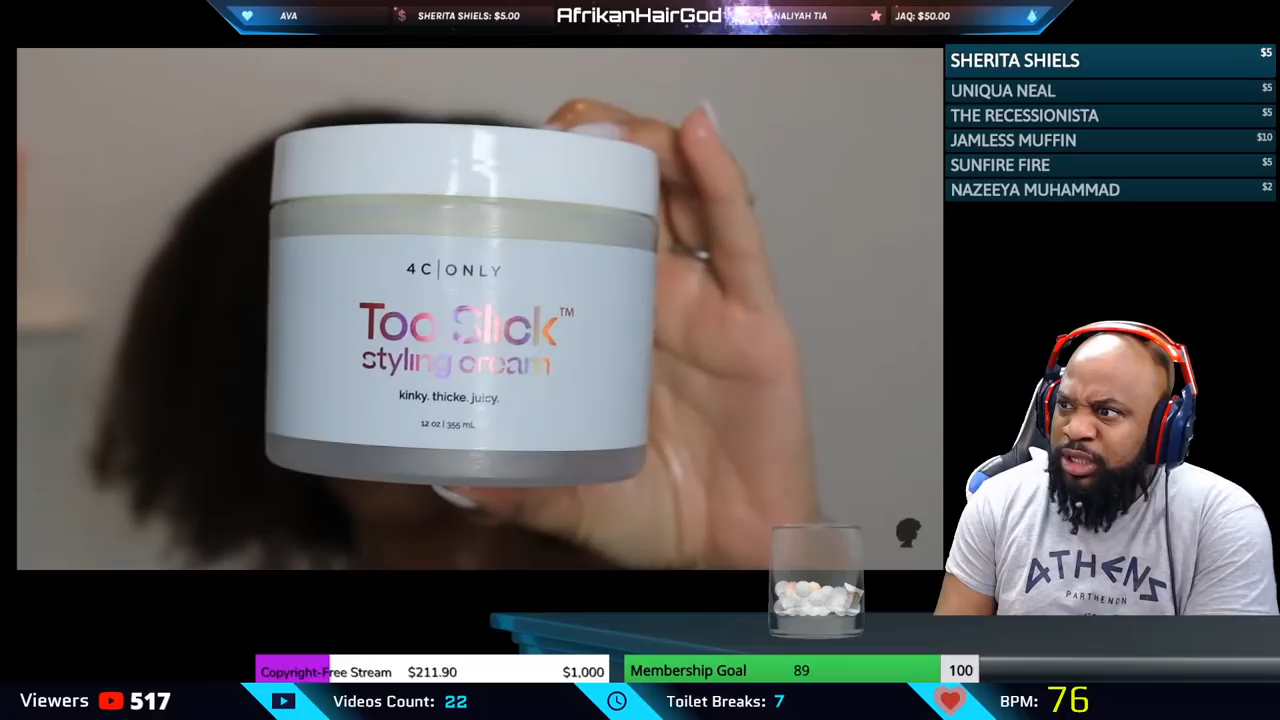 AVA
SHERITA SHIELS: $5.00
AfrikanHairGod
NALIYAH TIA
JAQ: $50.00
SHERITA SHIELS $5
UNIQUA NEAL $5
THE RECESSIONISTA $5
JAMLESS MUFFIN $10
SUNFIRE FIRE $5
NAZEEYA MUHAMMAD $2
4C|ONLY
Too Slick™
styling cream
kinky. thicke. juicy.
12 oz | 355 mL
ATHENS
PARTHENON
Copyright-Free Stream $211.90 $1,000
Membership Goal 89 100
Viewers 517
Videos Count: 22
Toilet Breaks: 7
BPM: 76